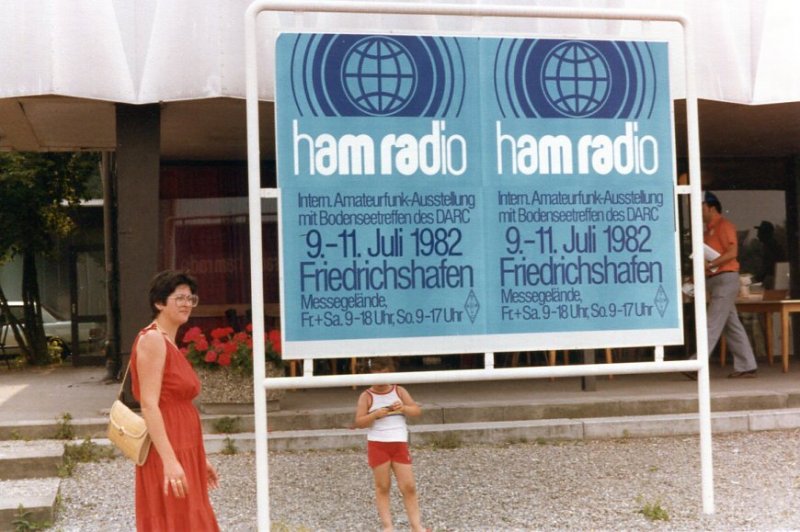 ham radio
Intern. Amateurfunk-Ausstellung
mit Bodenseetreffen des DARC
9.-11. Juli 1982
Friedrichshafen
Messegelände,
Fr.+Sa. 9-18 Uhr, So. 9-17 Uhr
ham radio
Intern. Amateurfunk-Ausstellung
mit Bodenseetreffen des DARC
9.-11. Juli 1982
Friedrichshafen
Messegelände,
Fr.+Sa. 9-18 Uhr, So. 9-17 Uhr
ham radio